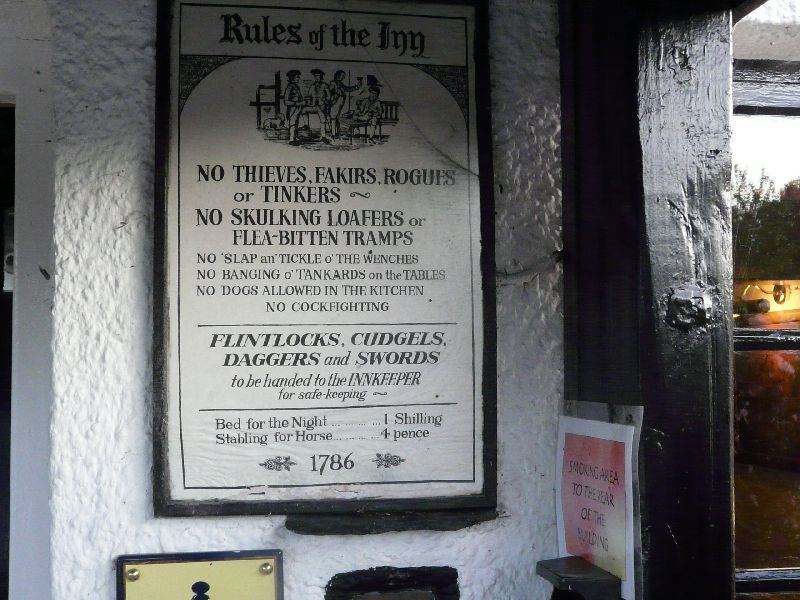 Rules of the Inn
NO THIEVES, FAKIRS, ROGUES
or TINKERS ~
NO SKULKING LOAFERS or
FLEA-BITTEN TRAMPS
NO 'SLAP an' TICKLE o' THE WENCHES
NO BANGING o' TANKARDS on the TABLES
NO DOGS ALLOWED IN THE KITCHEN
NO COCKFIGHTING
FLINTLOCKS, CUDGELS,
DAGGERS and SWORDS
to be handed to the INNKEEPER
for safe-keeping ~
Bed for the Night ............ 1 Shilling
Stabling for Horse............ 4 pence
1786
SMOKING AREA
TO THE REAR
OF THE
BUILDING